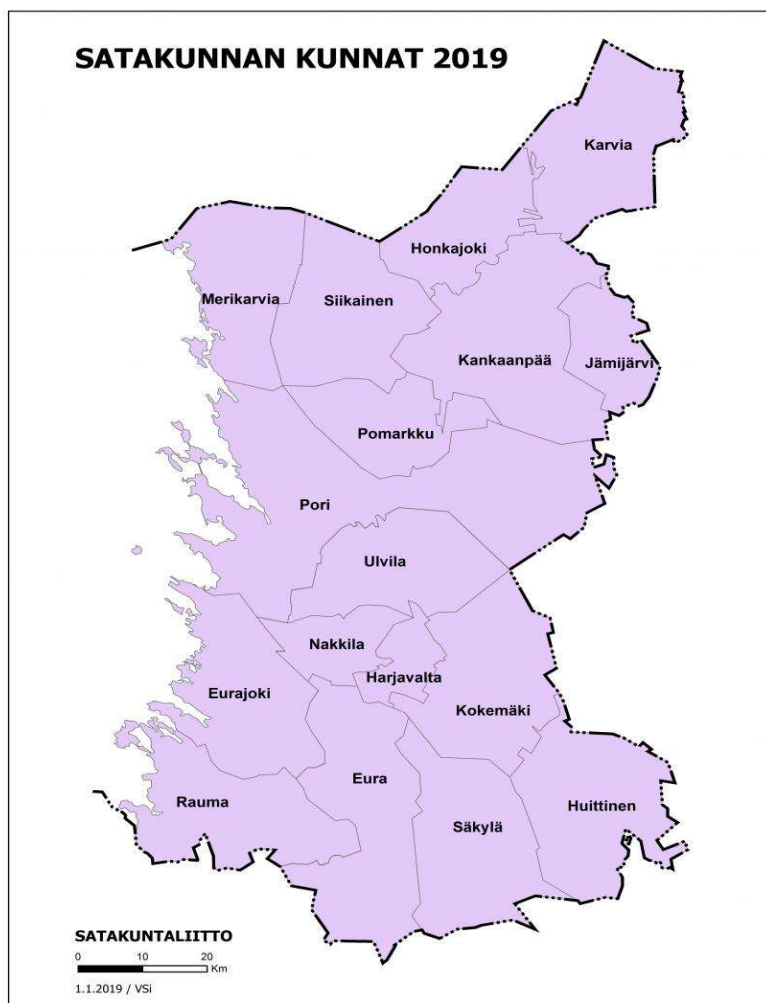 SATAKUNNAN KUNNAT 2019
Karvia
Honkajoki
Merikarvia
Siikainen
Kankaanpää
Jämijärvi
Pomarkku
Pori
Ulvila
Nakkila
Harjavalta
Eurajoki
Kokemäki
Eura
Rauma
Säkylä
Huittinen
SATAKUNTALIITTO
0 10 20
Km
1.1.2019 / VSi